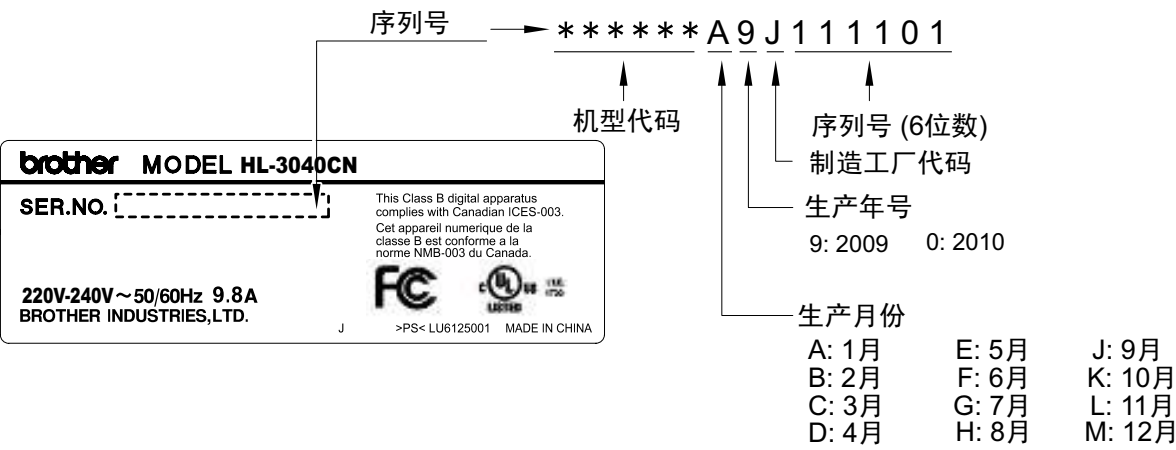 序列号
******A9J111101
机型代码
序列号 (6位数)
制造工厂代码
生产年号
9: 2009 0: 2010
生产月份
A: 1月 E: 5月 J: 9月
B: 2月 F: 6月 K: 10月
C: 3月 G: 7月 L: 11月
D: 4月 H: 8月 M: 12月
brother MODEL HL-3040CN
SER.NO.
This Class B digital apparatus
complies with Canadian ICES-003.
Cet appareil numerique de la
classe B est conforme a la
norme NMB-003 du Canada.
FC
c UL us
LISTED
220V-240V～50/60Hz 9.8A
BROTHER INDUSTRIES,LTD.
J >PS< LU6125001 MADE IN CHINA